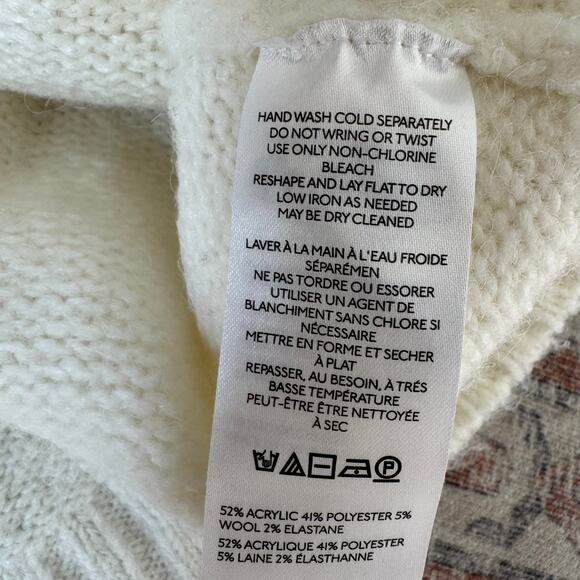 HAND WASH COLD SEPARATELY
DO NOT WRING OR TWIST
USE ONLY NON-CHLORINE
BLEACH
RESHAPE AND LAY FLAT TO DRY
LOW IRON AS NEEDED
MAY BE DRY CLEANED
LAVER À LA MAIN À L'EAU FROIDE
SÉPARÉMEN
NE PAS TORDRE OU ESSORER
UTILISER UN AGENT DE
BLANCHIMENT SANS CHLORE SI
NÉCESSAIRE
METTRE EN FORME ET SECHER
À PLAT
REPASSER, AU BESOIN, À TRÉS
BASSE TEMPÉRATURE
PEUT-ÊTRE ÊTRE NETTOYÉE
À SEC
P
52% ACRYLIC 41% POLYESTER 5%
WOOL 2% ELASTANE
52% ACRYLIQUE 41% POLYESTER
5% LAINE 2% ÉLASTHANNE